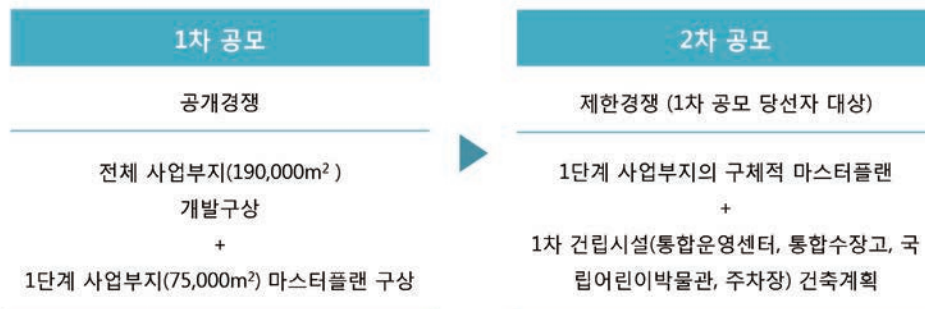 1차 공모
공개경쟁
전체 사업부지(190,000m²)
개발구상
+
1단계 사업부지(75,000m²) 마스터플랜 구상
2차 공모
제한경쟁 (1차 공모 당선자 대상)
1단계 사업부지의 구체적 마스터플랜
+
1차 건립시설(통합운영센터, 통합수장고, 국
립어린이박물관, 주차장) 건축계획